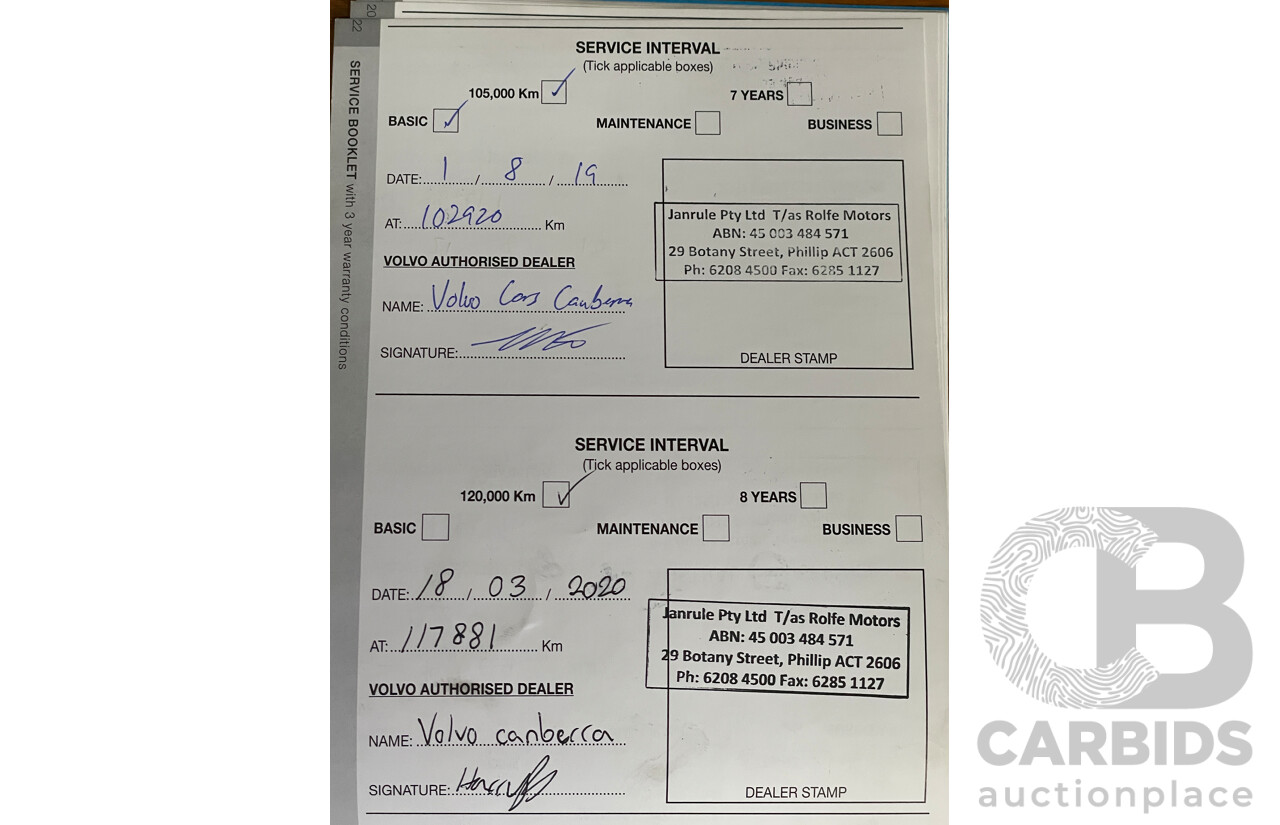 20
22
SERVICE BOOKLET with 3 year warranty conditions
SERVICE INTERVAL
(Tick applicable boxes)
105,000 Km
7 YEARS
BASIC
MAINTENANCE
BUSINESS
DATE: 1 / 8 / 19
AT: 102920 Km
VOLVO AUTHORISED DEALER
NAME: Volvo Cars Canberra
SIGNATURE:
Janrule Pty Ltd T/as Rolfe Motors
ABN: 45 003 484 571
29 Botany Street, Phillip ACT 2606
Ph: 6208 4500 Fax: 6285 1127
DEALER STAMP
SERVICE INTERVAL
(Tick applicable boxes)
120,000 Km
8 YEARS
BASIC
MAINTENANCE
BUSINESS
DATE: 18 / 03 / 2020
AT: 117881 Km
VOLVO AUTHORISED DEALER
NAME: Volvo canberra
SIGNATURE:
Janrule Pty Ltd T/as Rolfe Motors
ABN: 45 003 484 571
29 Botany Street, Phillip ACT 2606
Ph: 6208 4500 Fax: 6285 1127
DEALER STAMP
CB
CARBIDS
auctionplace